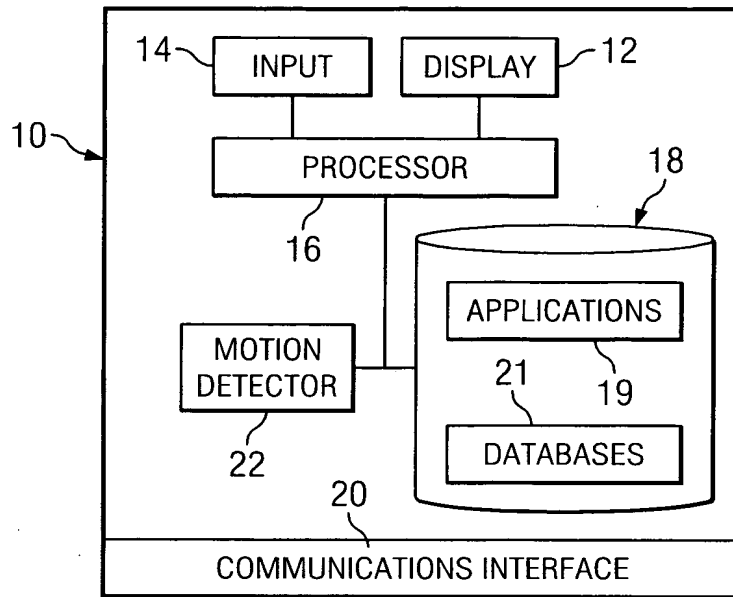 14
INPUT
DISPLAY
12
10
PROCESSOR
16
18
APPLICATIONS
19
MOTION
DETECTOR
22
21
DATABASES
20
COMMUNICATIONS INTERFACE